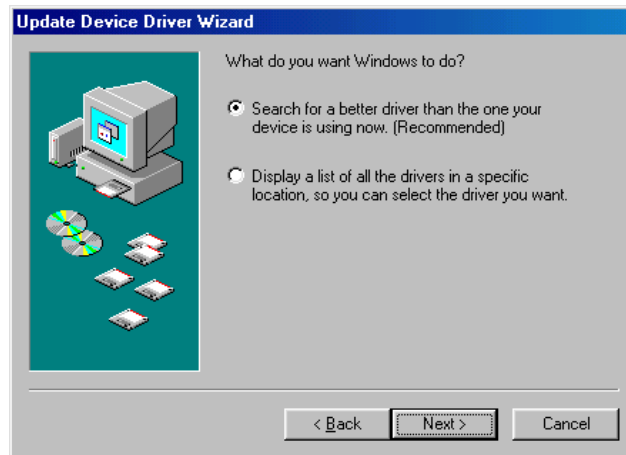 Update Device Driver Wizard
What do you want Windows to do?
Search for a better driver than the one your
device is using now. (Recommended)
Display a list of all the drivers in a specific
location, so you can select the driver you want.
< Back
Next >
Cancel